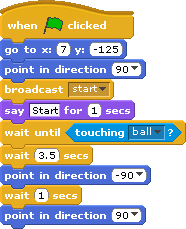 when clicked
go to x: 7 y: -125
point in direction 90
broadcast start
say Start for 1 secs
wait until touching ball ?
wait 3.5 secs
point in direction -90
wait 1 secs
point in direction 90